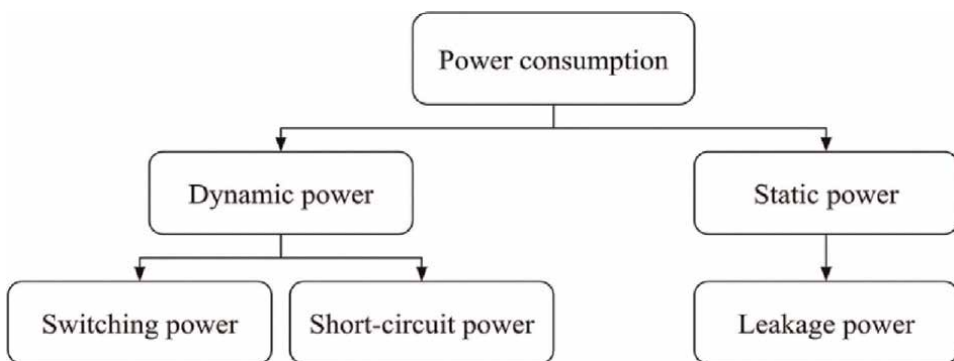 Power consumption
Dynamic power
Static power
Switching power
Short-circuit power
Leakage power